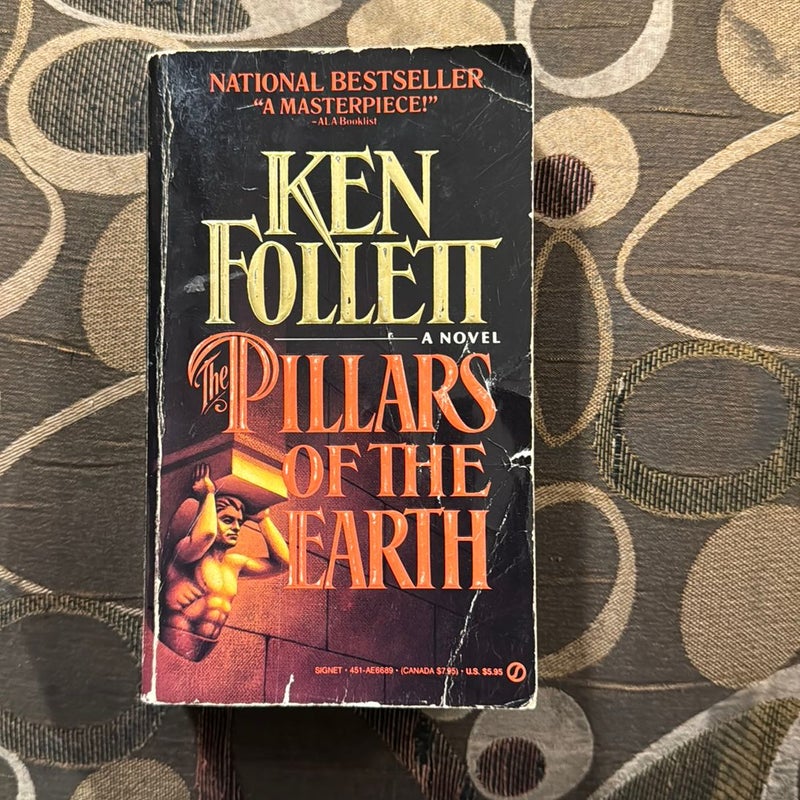 NATIONAL BESTSELLER
"A MASTERPIECE!"
–ALA Booklist
KEN
FOLLETT
A NOVEL
The PILLARS
OF THE
EARTH
SIGNET • 451-AE6689 • (CANADA $7.95) • U.S. $5.95